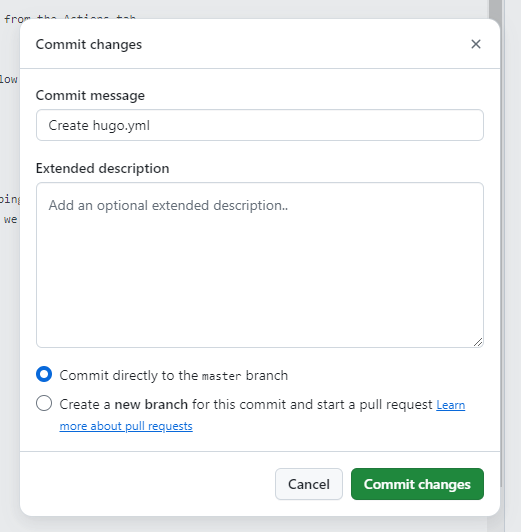 from the Actions tab
Commit changes
low
Commit message
Create hugo.yml
Extended description
ping
Add an optional extended description..
we
Commit directly to the master branch
Create a new branch for this commit and start a pull request Learn
more about pull requests
Cancel
Commit changes